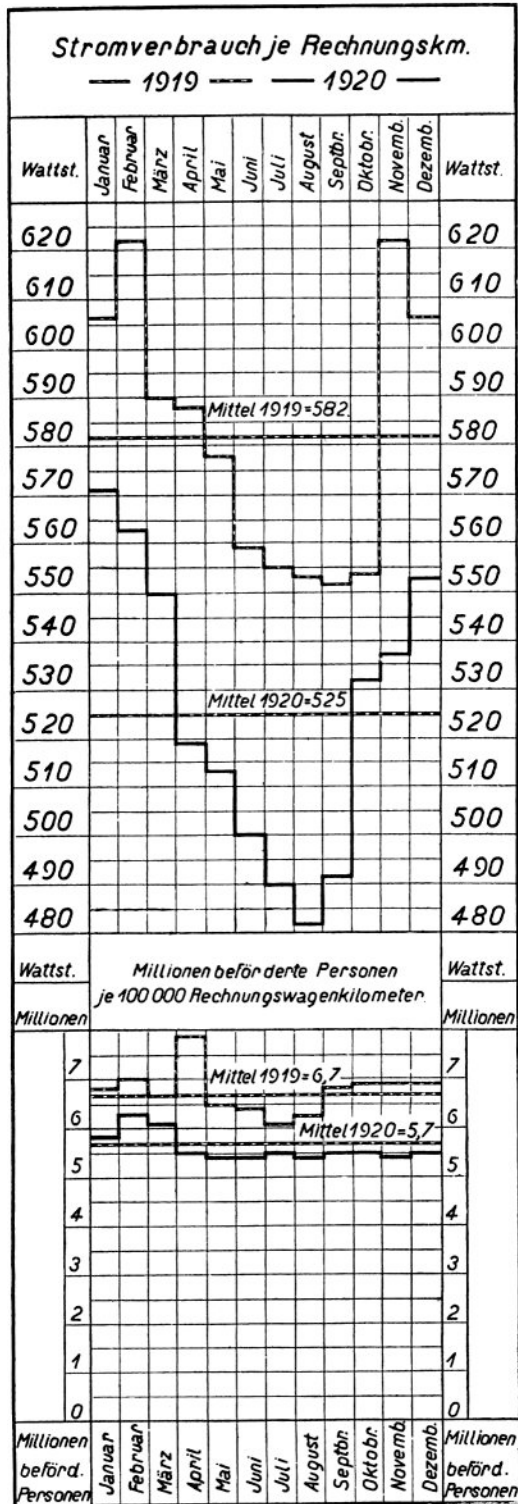 Stromverbrauch je Rechnungskm.
1919 1920
Wattst. Januar Februar März April Mai Juni Juli August Septbr. Oktobr. Novemb. Dezemb. Wattst.
620 620
610 610
600 600
590 590
Mittel 1919=582
580 580
570 570
560 560
550 550
540 540
530 530
Mittel 1920=525
520 520
510 510
500 500
490 490
480 480
Wattst. Millionen beförderte Personen Wattst.
je 100 000 Rechnungswagenkilometer.
Millionen Millionen
7 Mittel 1919=6,7 7
6 Mittel 1920=5,7 6
5 5
4 4
3 3
2 2
1 1
0 0
Millionen beförd. Personen Januar Februar März April Mai Juni Juli August Septbr. Oktobr. Novemb. Dezemb. Millionen beförd. Personen